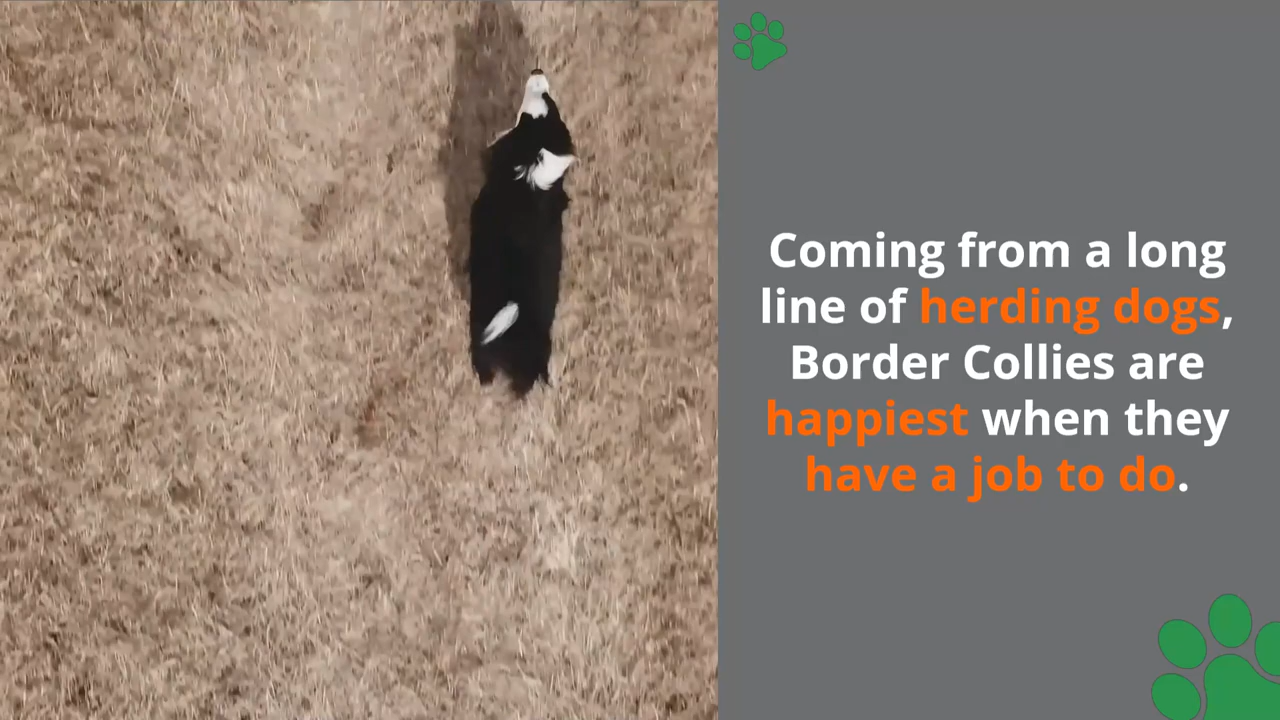 Coming from a long
line of herding dogs,
Border Collies are
happiest when they
have a job to do.